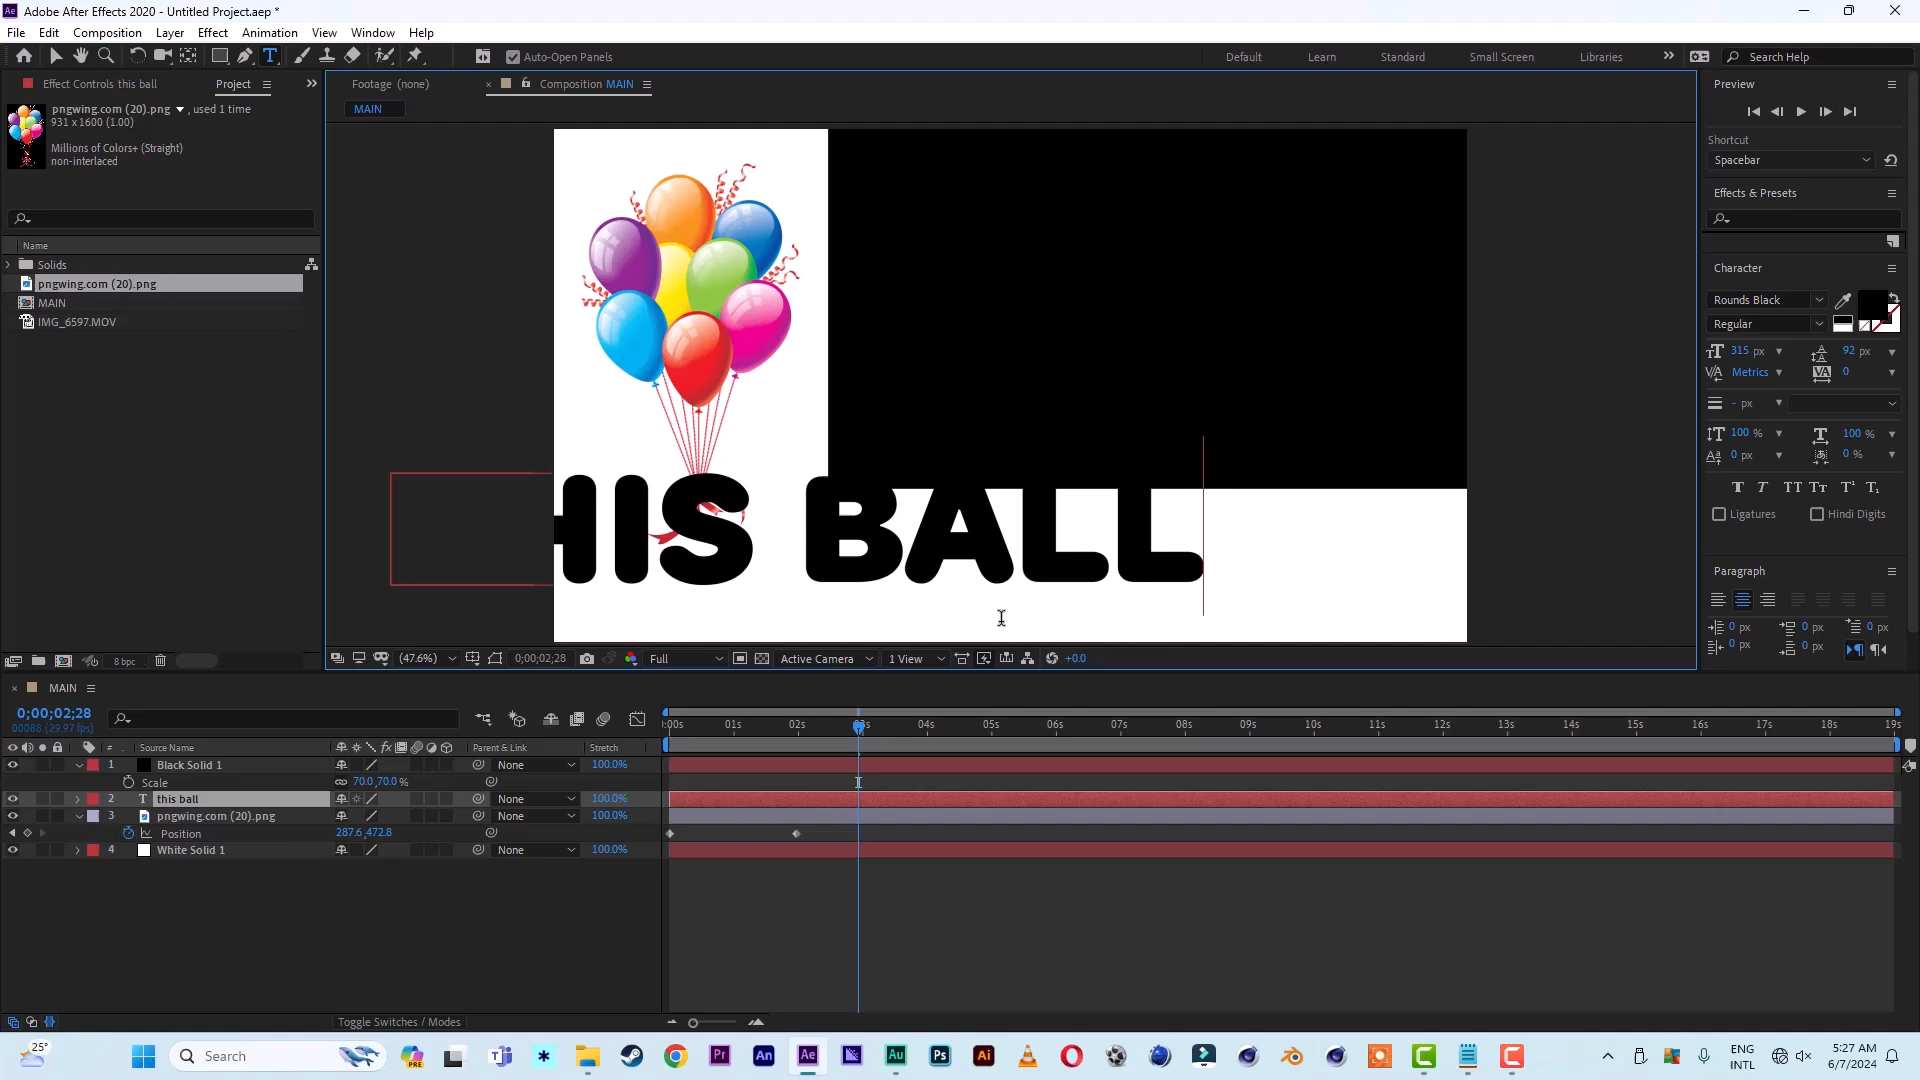 Adobe After Effects 2020 - Untitled Project.aep *
File Edit Composition Layer Effect Animation View Window Help
Auto-Open Panels
Default Learn Standard Small Screen Libraries
Search Help
Effect Controls this ball
Project
pngwing.com (20).png , used 1 time
931 x 1600 (1.00)
Millions of Colors+ (Straight)
non-interlaced
Name
Solids
pngwing.com (20).png
MAIN
IMG_6597.MOV
8 bpc
Footage (none)
Composition MAIN
MAIN
HIS BALL
(47.6%) 0;00;02;28 Full Active Camera 1 View +0.0
Preview
Shortcut
Spacebar
Effects & Presets
Character
Rounds Black
Regular
315 px 92 px
Metrics 0
- px
100 % 100 %
0 px 0 %
Ligatures Hindi Digits
Paragraph
0 px 0 px 0 px
0 px 0 px
MAIN
0;00;02;28
00088 (29.97 fps)
# Source Name Parent & Link Stretch
1 Black Solid 1 None 100.0%
Scale 70.0,70.0%
2 T this ball None 100.0%
3 pngwing.com (20).png None 100.0%
Position 287.6,472.8
4 White Solid 1 None 100.0%
:00s 01s 02s 03s 04s 05s 06s 07s 08s 09s 10s 11s 12s 13s 14s 15s 16s 17s 18s 19s
Toggle Switches / Modes
25°
Search
ENG
INTL
5:27 AM
6/7/2024